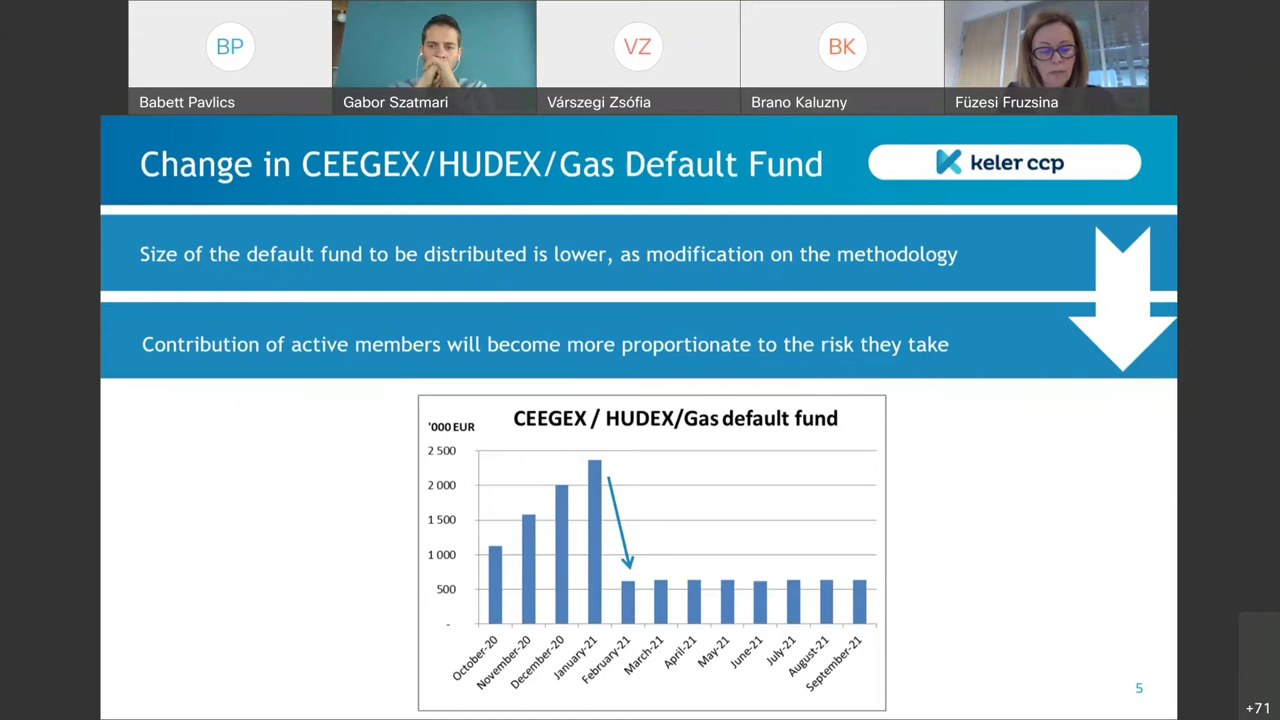 BP
VZ
BK
Babett Pavlics
Gabor Szatmari
Várszegi Zsófia
Brano Kaluzny
Füzesi Fruzsina
Change in CEEGEX/HUDEX/Gas Default Fund
keler ccp
Size of the default fund to be distributed is lower, as modification on the methodology
Contribution of active members will become more proportionate to the risk they take
CEEGEX / HUDEX/Gas default fund
'000 EUR
2 500
2 000
1 500
1 000
500
-
October-20
November-20
December-20
January-21
February-21
March-21
April-21
May-21
June-21
July-21
August-21
September-21
5
+71